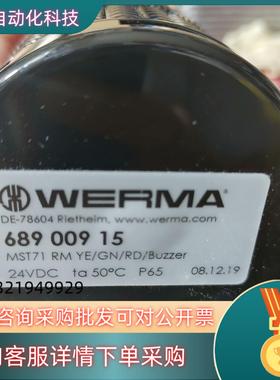 自动化科技
WERMA®
DE-78604 Rietheim, www.werma.com
689 009 15
MST71 RM YE/GN/RD/Buzzer
24VDC ta 50°C P65 08.12.19
821949929
咨询采购批发可对公开票
客服详情下单采购